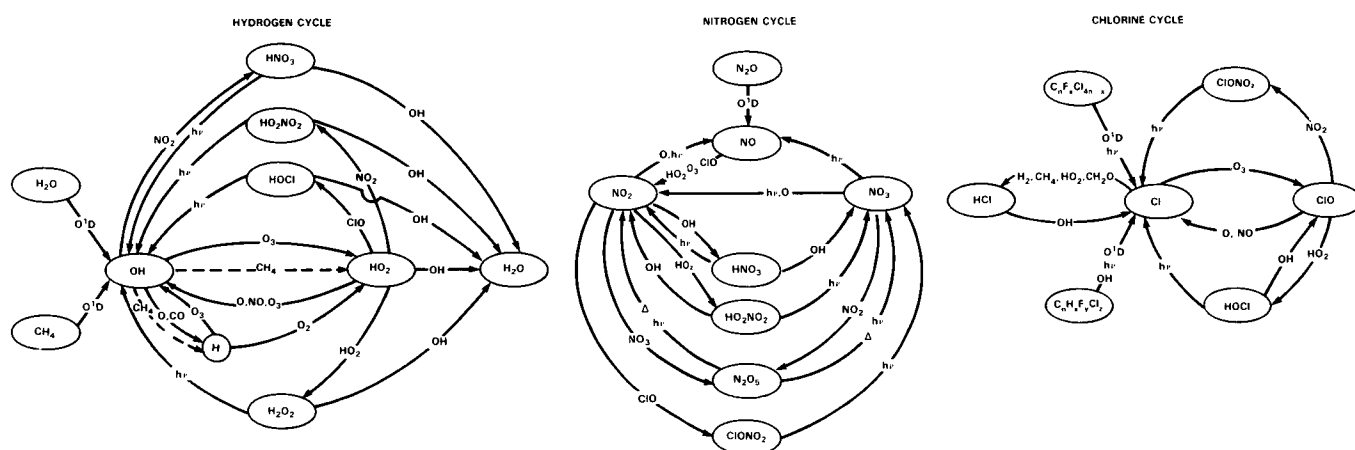 HYDROGEN CYCLE
HNO₃
NO₂
hν
OH
HO₂NO₂
hν
NO₂
OH
HOCl
hν
ClO
OH
H₂O
O¹D
OH
O₃
CH₄
HO₂
OH
H₂O
O,NO,O₃
CH₄
O¹D
CH₄
O,CO
O₃
H
O₂
HO₂
OH
hν
H₂O₂
NITROGEN CYCLE
N₂O
O¹D
NO
O,hν
HO₂ O₃ ClO
hν
NO₂
hν,O
NO₃
OH
hν
HNO₃
OH
OH
HO₂
HO₂NO₂
hν
Δ
hν
NO₃
NO₂
hν
Δ
N₂O₅
ClO
hν
ClONO₂
CHLORINE CYCLE
ClONO₂
O¹D
hν
hν
NO₂
O₃
H₂,CH₄, HO₂,CH₂O
HCl
OH
Cl
ClO
O, NO
O¹D
hν
OH
hν
OH
HO₂
HOCl